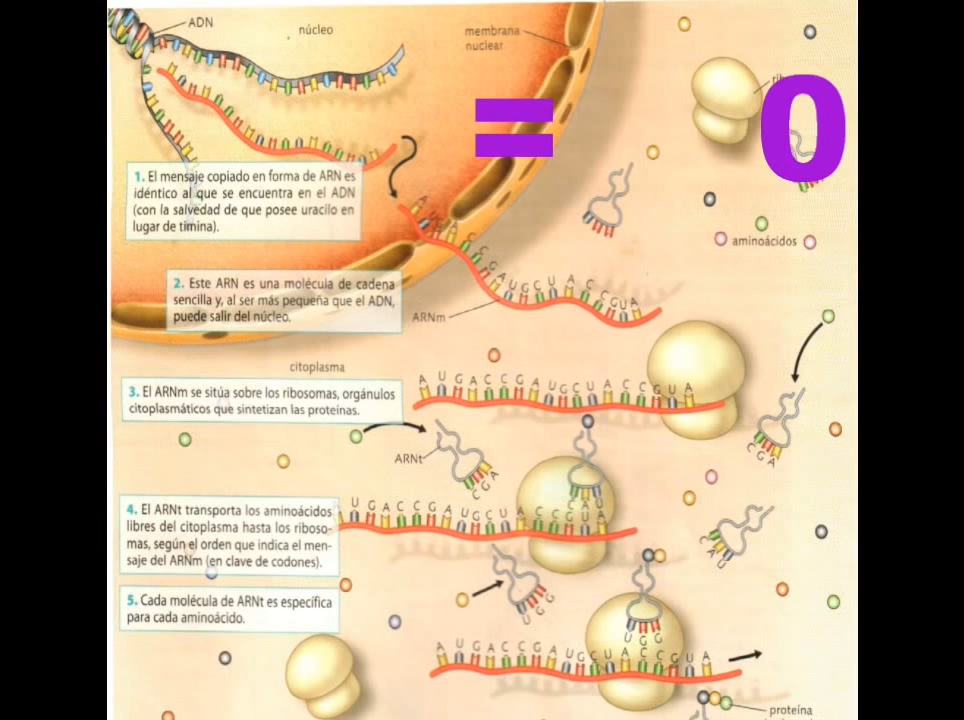 ADN
núcleo
membrana
nuclear
= 0
1. El mensaje copiado en forma de ARN es
idéntico al que se encuentra en el ADN
(con la salvedad de que posee uracilo en
lugar de timina).
aminoácidos
2. Este ARN es una molécula de cadena
sencilla y, al ser más pequeña que el ADN,
puede salir del núcleo.
A U G A C C G A U G C U A C C G U A
ARNm
citoplasma
3. El ARNm se sitúa sobre los ribosomas, orgánulos
citoplasmáticos que sintetizan las proteínas.
A U G A C C G A U G C U A C C G U A
ARNt
C G A
C G A
4. El ARNt transporta los aminoácidos
libres del citoplasma hasta los riboso-
mas, según el orden que indica el men-
saje del ARNm (en clave de codones).
U G A C C G A U G C U A C C G U A
C A U
C A U
5. Cada molécula de ARNt es específica
para cada aminoácido.
U G G
U G G
A U G A C C G A U G C U A C C G U A
proteína